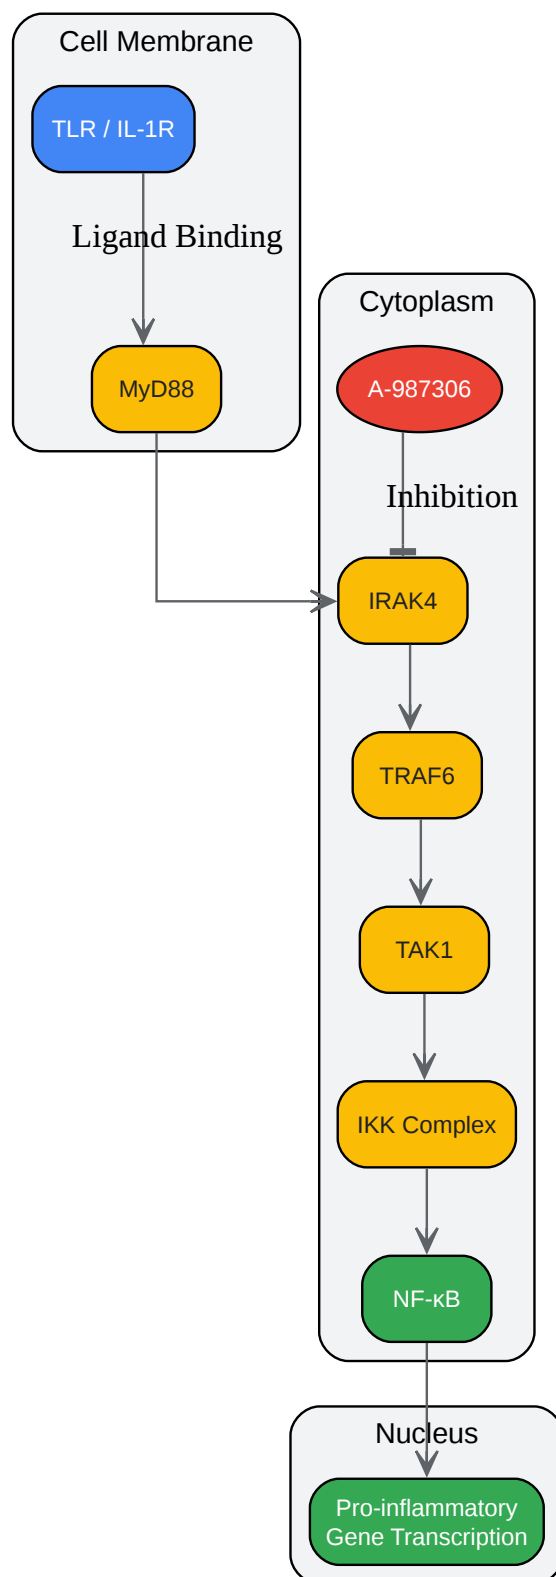 Cell Membrane
TLR / IL-1R
Ligand Binding
MyD88
Cytoplasm
A-987306
Inhibition
IRAK4
TRAF6
TAK1
IKK Complex
NF-κB
Nucleus
Pro-inflammatory
Gene Transcription